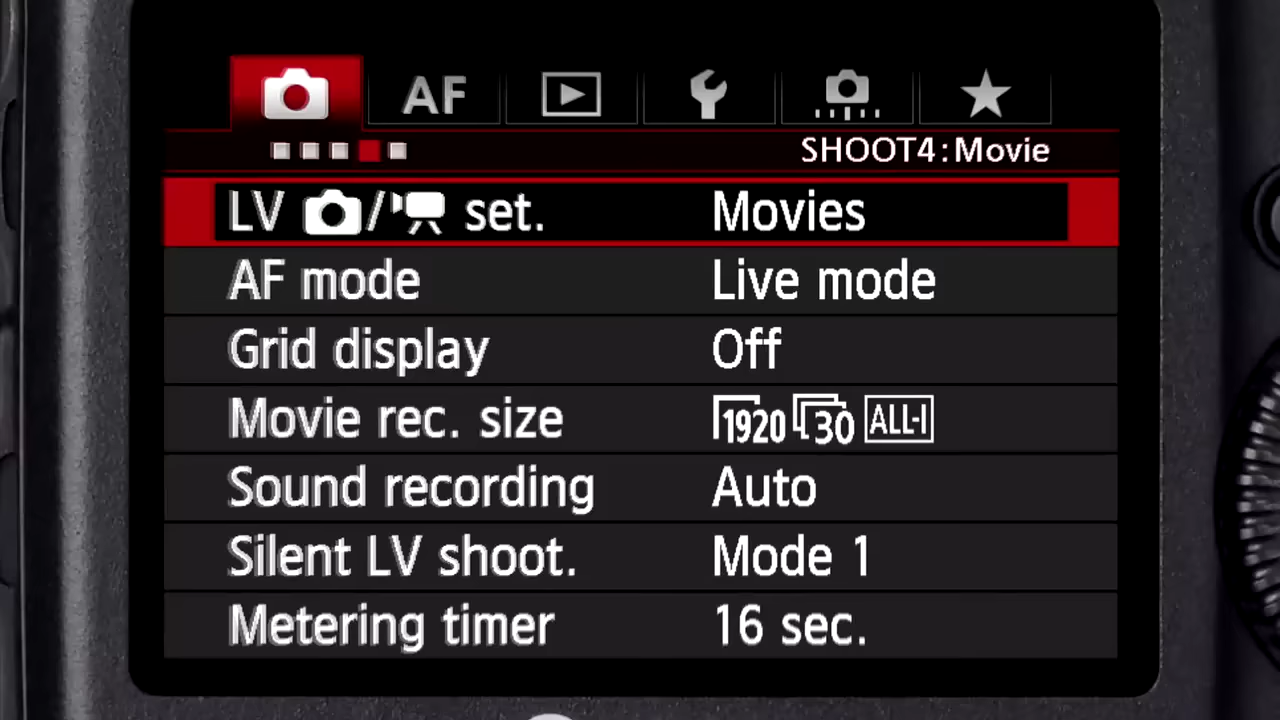 AF
SHOOT4:Movie
LV / set. Movies
AF mode Live mode
Grid display Off
Movie rec. size 1920 30 ALL-I
Sound recording Auto
Silent LV shoot. Mode 1
Metering timer 16 sec.